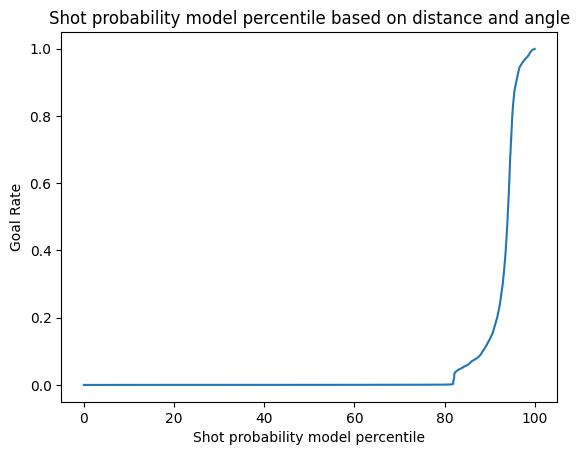 Shot probability model percentile based on distance and angle
1.0
0.8
0.6
0.4
0.2
0.0
Goal Rate
0 20 40 60 80 100
Shot probability model percentile